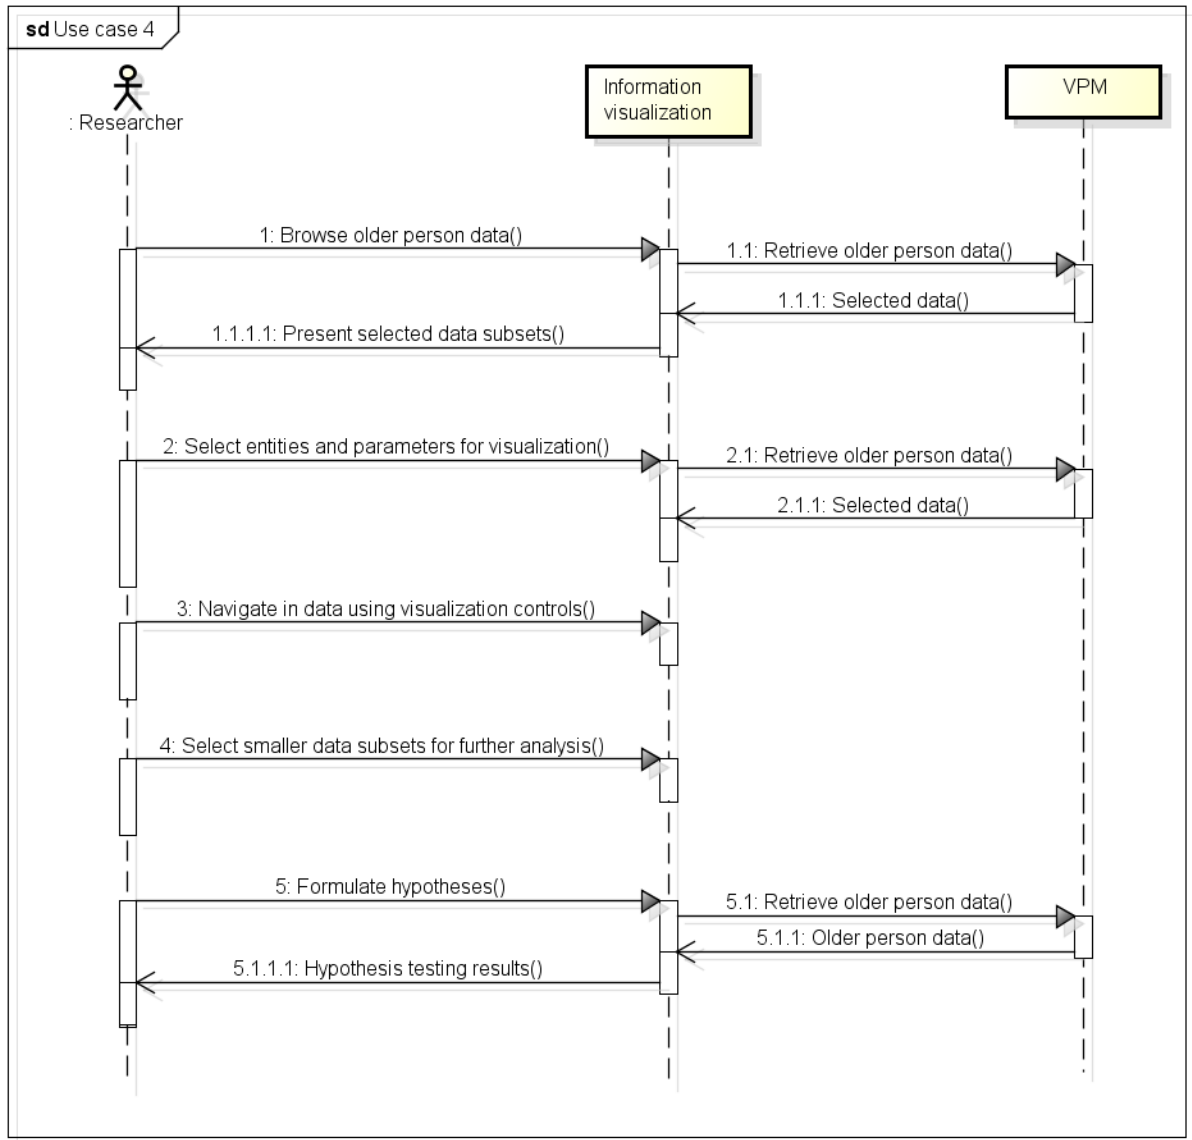 sd Use case 4
: Researcher
Information
visualization
VPM
1: Browse older person data()
1.1: Retrieve older person data()
1.1.1: Selected data()
1.1.1.1: Present selected data subsets()
2: Select entities and parameters for visualization()
2.1: Retrieve older person data()
2.1.1: Selected data()
3: Navigate in data using visualization controls()
4: Select smaller data subsets for further analysis()
5: Formulate hypotheses()
5.1: Retrieve older person data()
5.1.1: Older person data()
5.1.1.1: Hypothesis testing results()